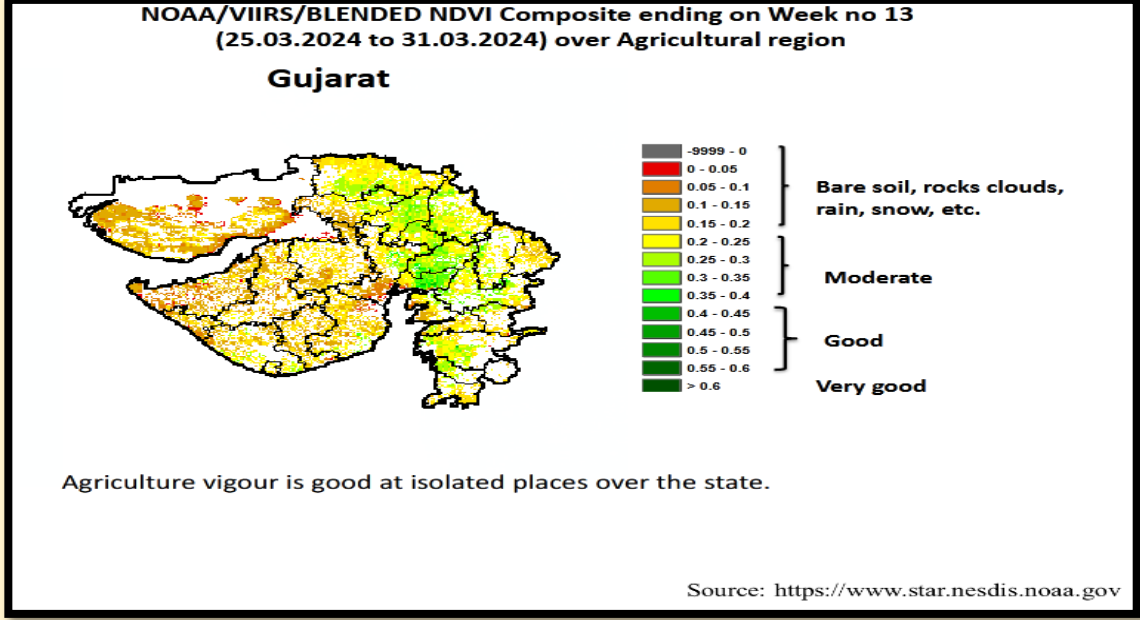 NOAA/VIIRS/BLENDED NDVI Composite ending on Week no 13
(25.03.2024 to 31.03.2024) over Agricultural region
Gujarat
-9999 - 0
0 - 0.05
0.05 - 0.1
0.1 - 0.15
0.15 - 0.2
0.2 - 0.25
0.25 - 0.3
0.3 - 0.35
0.35 - 0.4
0.4 - 0.45
0.45 - 0.5
0.5 - 0.55
0.55 - 0.6
> 0.6
Bare soil, rocks clouds,
rain, snow, etc.
Moderate
Good
Very good
Agriculture vigour is good at isolated places over the state.
Source: https://www.star.nesdis.noaa.gov